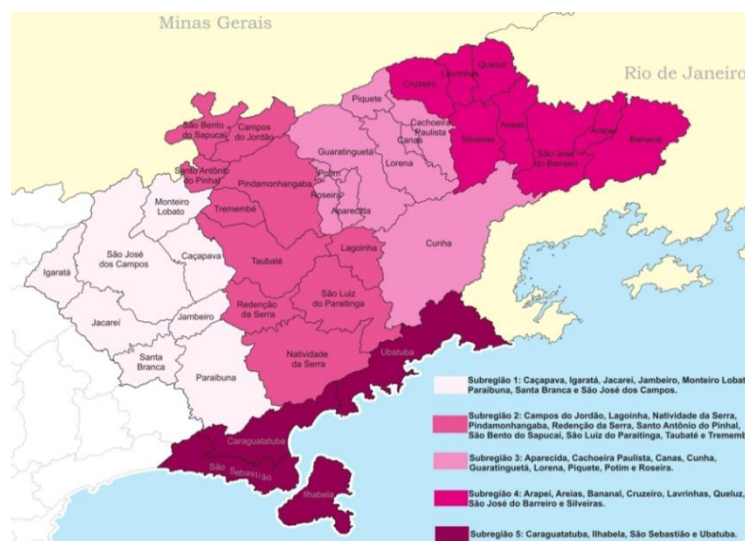 Minas Gerais
Rio de Janeiro
Queluz
Lavrinhas
Cruzeiro
Piquete
Cachoeira
Paulista
Canas
Silveiras
Areias
Arapeí
Bananal
São José
do Barreiro
São Bento
do Sapucaí
Campos
do Jordão
Guaratinguetá
Lorena
Santo Antônio
do Pinhal
Pindamonhangaba
Potim
Roseira
Aparecida
Monteiro
Lobato
Tremembé
Lagoinha
Cunha
São José
dos Campos
Caçapava
Taubaté
Igaratá
São Luiz
do Paraitinga
Redenção
da Serra
Jacareí
Jambeiro
Santa
Branca
Natividade
da Serra
Ubatuba
Paraibuna
Caraguatatuba
São Sebastião
Ilhabela
Subregião 1: Caçapava, Igaratá, Jacareí, Jambeiro, Monteiro Lobat
Paraibuna, Santa Branca e São José dos Campos.
Subregião 2: Campos do Jordão, Lagoinha, Natividade da Serra,
Pindamonhangaba, Redenção da Serra, Santo Antônio do Pinhal,
São Bento do Sapucaí, São Luiz do Paraitinga, Taubaté e Trememb
Subregião 3: Aparecida, Cachoeira Paulista, Canas, Cunha,
Guaratinguetá, Lorena, Piquete, Potim e Roseira.
Subregião 4: Arapeí, Areias, Bananal, Cruzeiro, Lavrinhas, Queluz,
São José do Barreiro e Silveiras.
Subregião 5: Caraguatatuba, Ilhabela, São Sebastião e Ubatuba.